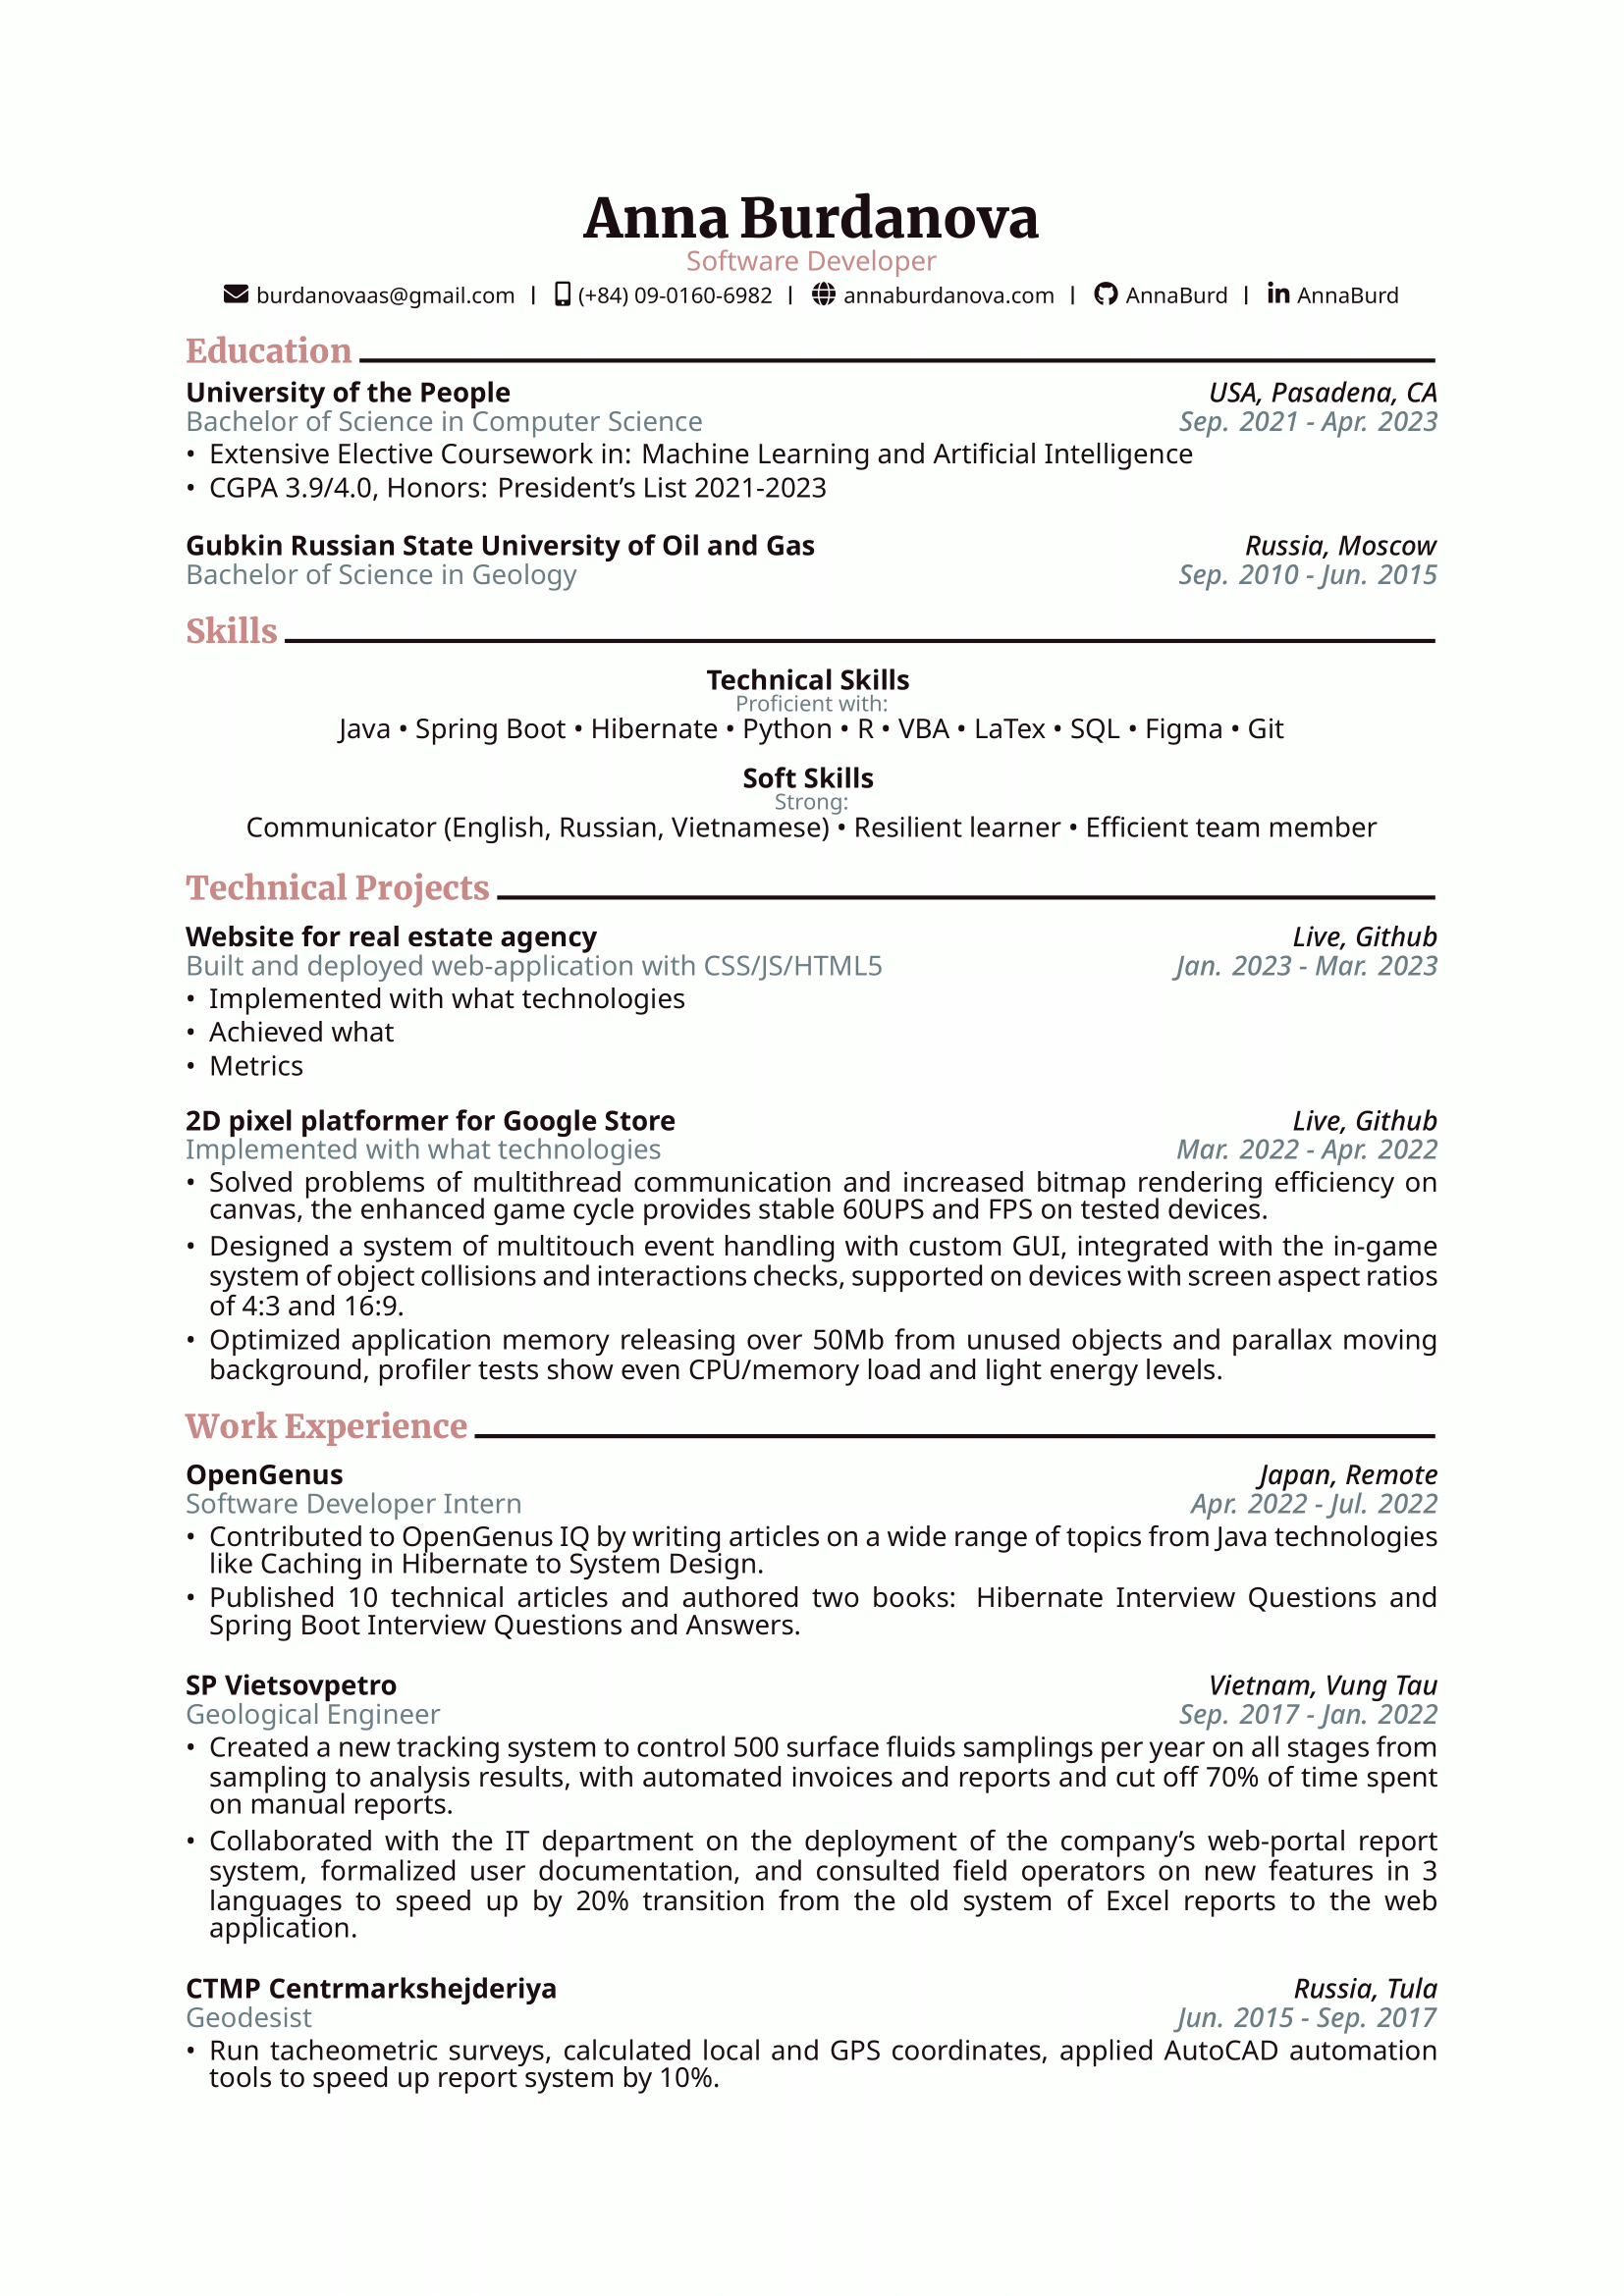 Anna Burdanova
Software Developer
burdanovaas@gmail.com | (+84) 09-0160-6982 | annaburdanova.com | AnnaBurd | AnnaBurd
Education
University of the People USA, Pasadena, CA
Bachelor of Science in Computer Science Sep. 2021 - Apr. 2023
• Extensive Elective Coursework in: Machine Learning and Artificial Intelligence
• CGPA 3.9/4.0, Honors: President’s List 2021-2023
Gubkin Russian State University of Oil and Gas Russia, Moscow
Bachelor of Science in Geology Sep. 2010 - Jun. 2015
Skills
Technical Skills
Proficient with:
Java • Spring Boot • Hibernate • Python • R • VBA • LaTex • SQL • Figma • Git
Soft Skills
Strong:
Communicator (English, Russian, Vietnamese) • Resilient learner • Efficient team member
Technical Projects
Website for real estate agency Live, Github
Built and deployed web-application with CSS/JS/HTML5 Jan. 2023 - Mar. 2023
• Implemented with what technologies
• Achieved what
• Metrics
2D pixel platformer for Google Store Live, Github
Implemented with what technologies Mar. 2022 - Apr. 2022
• Solved problems of multithread communication and increased bitmap rendering efficiency on
canvas, the enhanced game cycle provides stable 60UPS and FPS on tested devices.
• Designed a system of multitouch event handling with custom GUI, integrated with the in-game
system of object collisions and interactions checks, supported on devices with screen aspect ratios
of 4:3 and 16:9.
• Optimized application memory releasing over 50Mb from unused objects and parallax moving
background, profiler tests show even CPU/memory load and light energy levels.
Work Experience
OpenGenus Japan, Remote
Software Developer Intern Apr. 2022 - Jul. 2022
• Contributed to OpenGenus IQ by writing articles on a wide range of topics from Java technologies
like Caching in Hibernate to System Design.
• Published 10 technical articles and authored two books: Hibernate Interview Questions and
Spring Boot Interview Questions and Answers.
SP Vietsovpetro Vietnam, Vung Tau
Geological Engineer Sep. 2017 - Jan. 2022
• Created a new tracking system to control 500 surface fluids samplings per year on all stages from
sampling to analysis results, with automated invoices and reports and cut off 70% of time spent
on manual reports.
• Collaborated with the IT department on the deployment of the company’s web-portal report
system, formalized user documentation, and consulted field operators on new features in 3
languages to speed up by 20% transition from the old system of Excel reports to the web
application.
CTMP Centrmarkshejderiya Russia, Tula
Geodesist Jun. 2015 - Sep. 2017
• Run tacheometric surveys, calculated local and GPS coordinates, applied AutoCAD automation
tools to speed up report system by 10%.